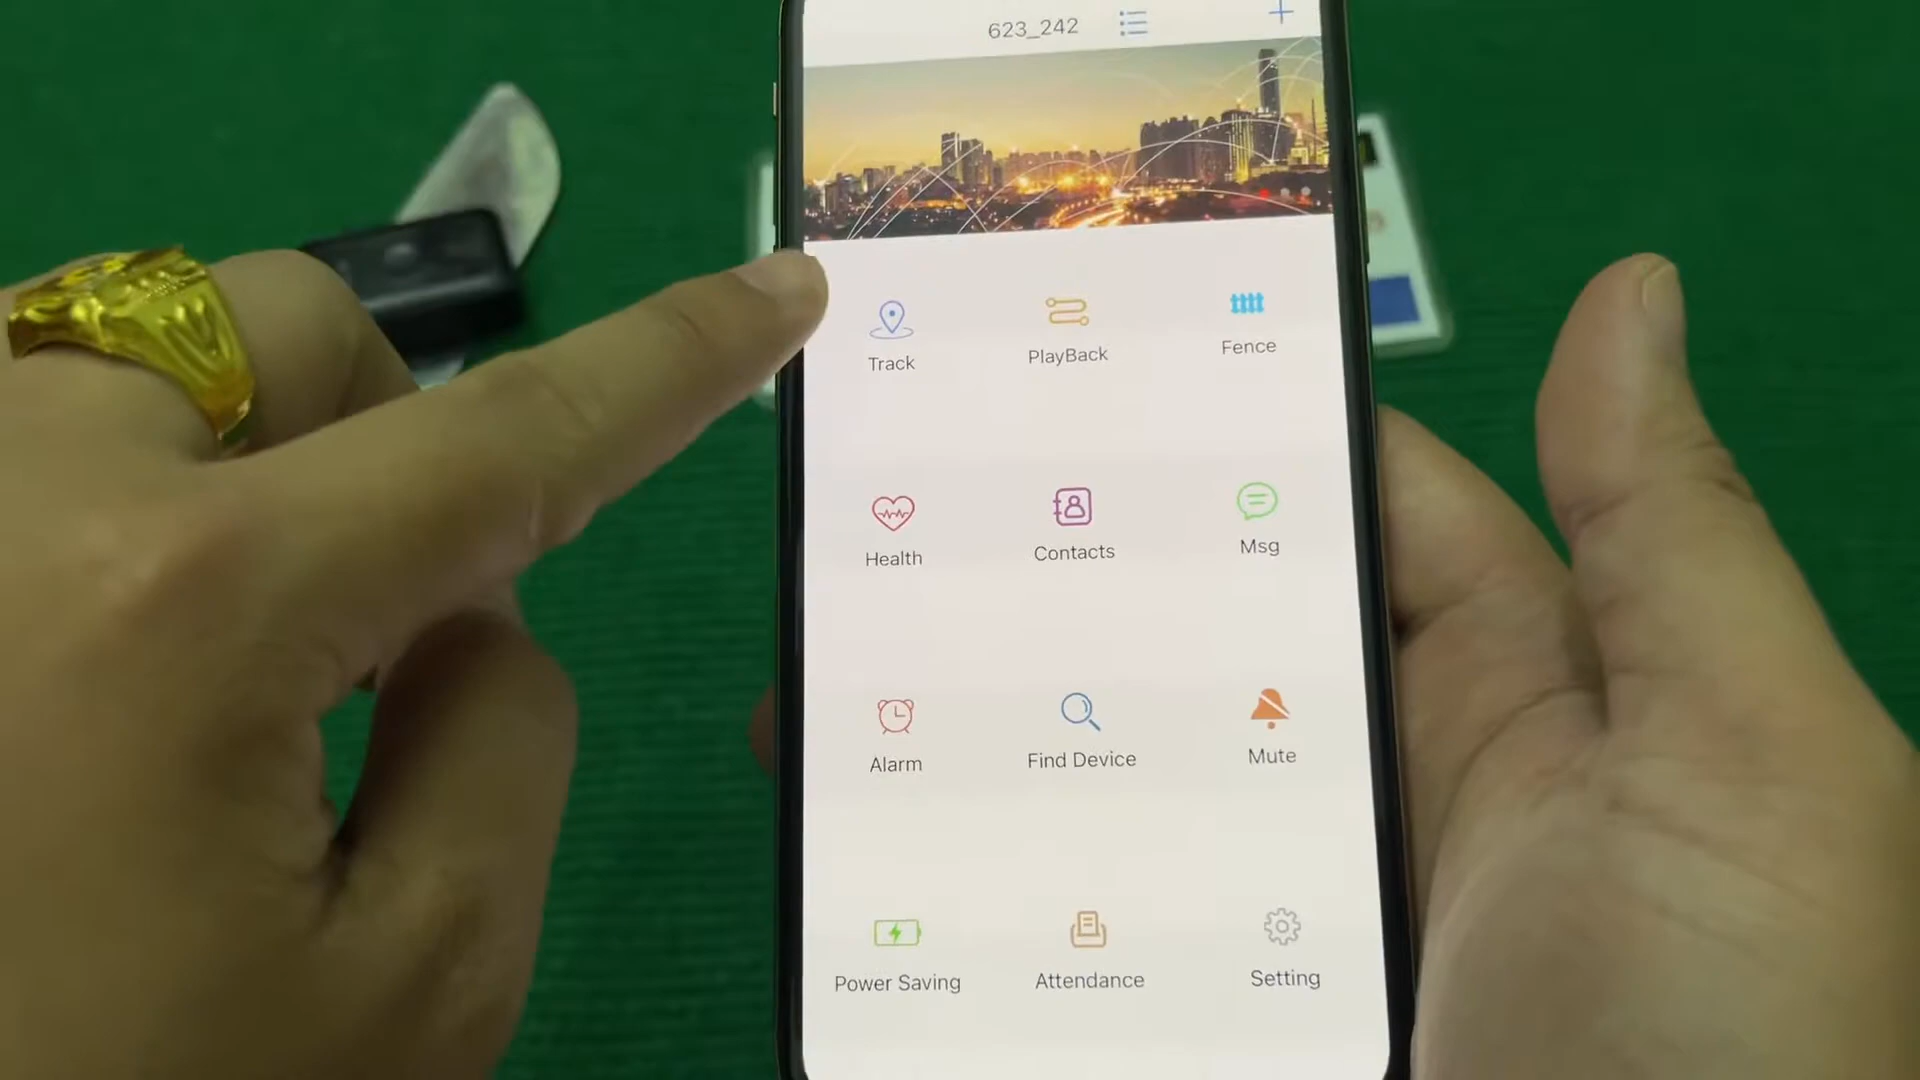 623_242
Track
PlayBack
Fence
Health
Contacts
Msg
Alarm
Find Device
Mute
Power Saving
Attendance
Setting